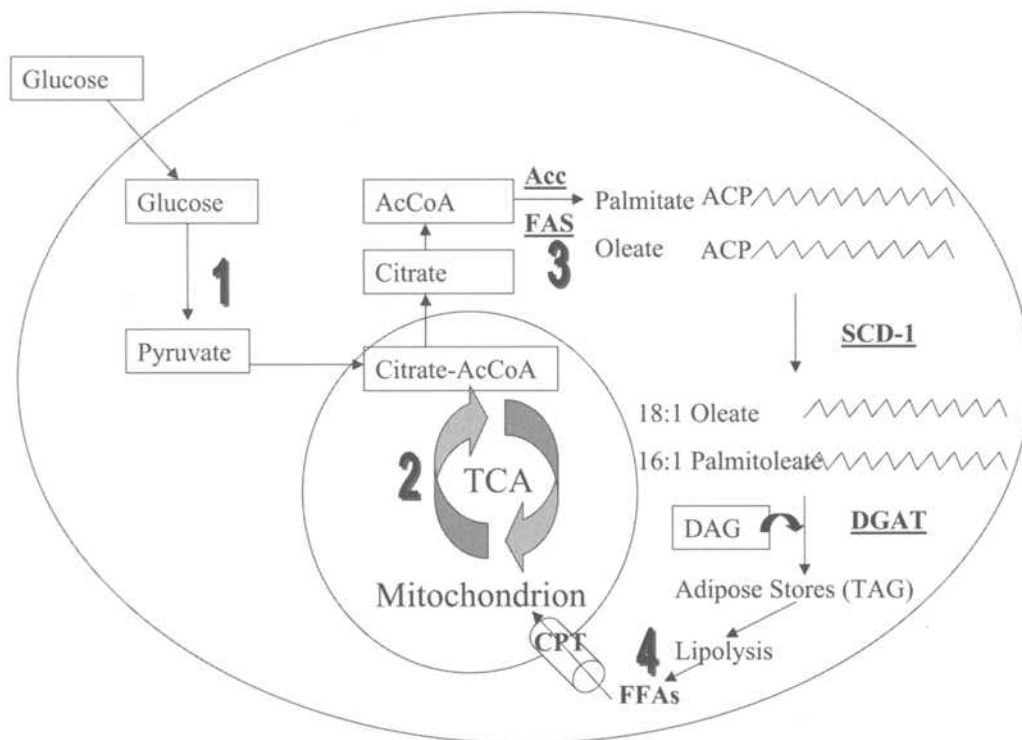 Glucose
Glucose
1
Pyruvate
AcCoA
Citrate
Citrate-AcCoA
2
TCA
Mitochondrion
CPT
Acc
FAS
3
Palmitate ACP
Oleate ACP
SCD-1
18:1 Oleate
16:1 Palmitoleate
DAG
DGAT
Adipose Stores (TAG)
4
Lipolysis
FFAs